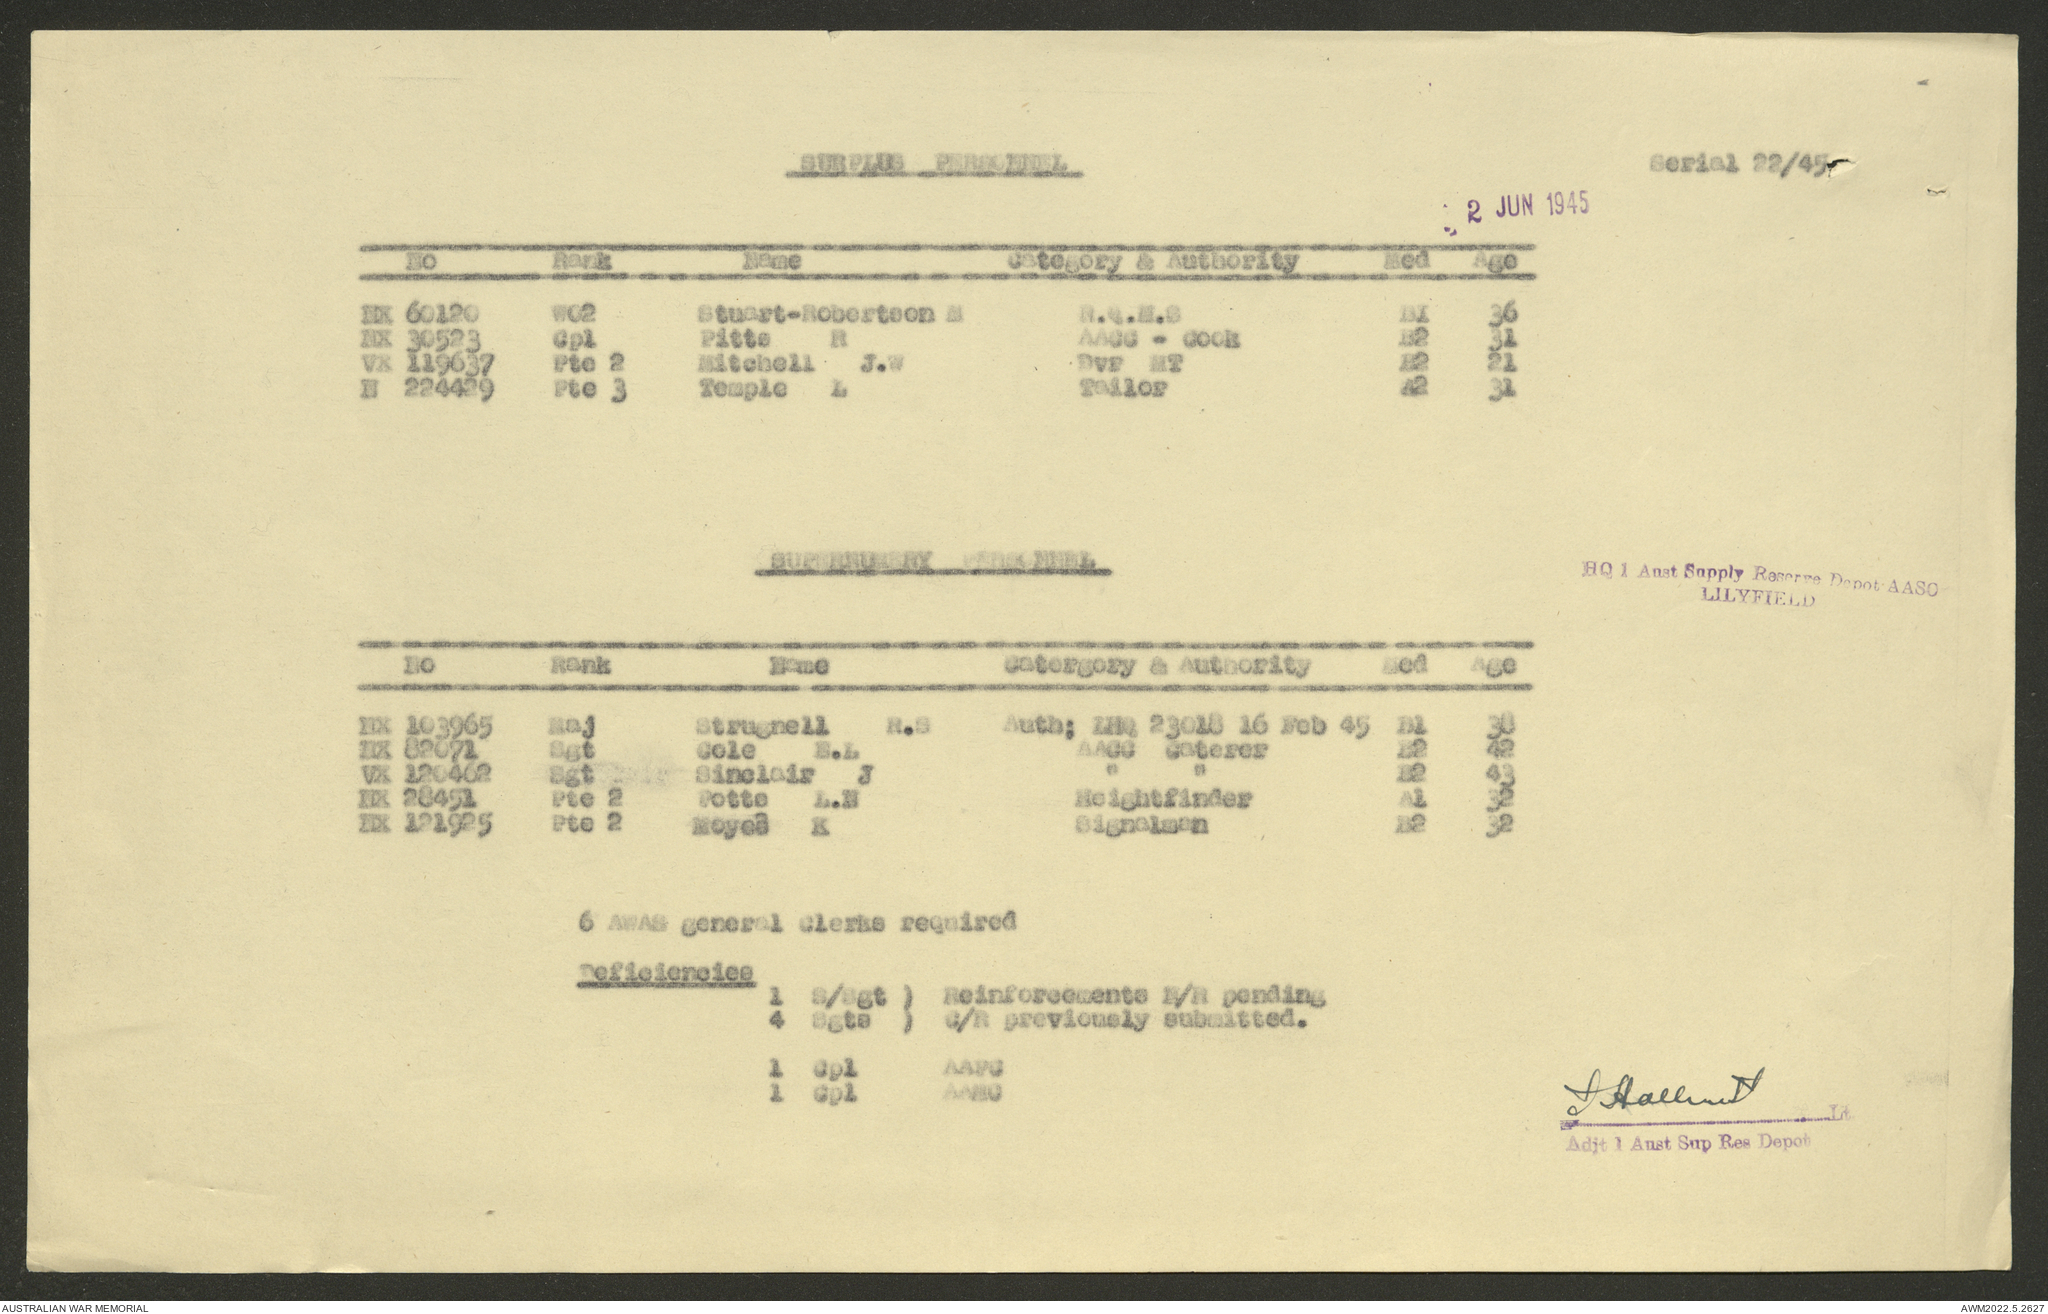 SURPLUS PERSONNEL
Serial 22/45
2 JUN 1945
No Rank Name Category & Authority Med Age
NX 60120 WO2 Stuart-Robertson M R.Q.M.S B1 36
NX 30523 Cpl Pitts R AACC - Cook B2 31
VX 119637 Pte 2 Mitchell J.W Dvr MT B2 21
N 224429 Pte 3 Temple L Tailor A2 31
SUPERNUMERY PERSONNEL
HQ 1 Aust Supply Reserve Depot AASC
LILYFIELD
No Rank Name Catergory & Authority Med Age
NX 103965 Maj Strugnell R.S Auth; LHQ 23018 16 Feb 45 B1 38
NX 82071 Sgt Cole E.L AACC Caterer B2 42
VX 120462 Sgt Sinclair J " " B2 43
NX 28451 Pte 2 Potts L.N Heightfinder A1 32
NX 121925 Pte 2 Moyes K Signalman B2 32
6 AWAS general Clerks required
Deficiencies
1 S/Sgt ) Reinforcements N/R pending
4 Sgts ) C/R previously submitted.
1 Cpl AAPC
1 Cpl AAMC
Lt
Adjt 1 Aust Sup Res Depot
AUSTRALIAN WAR MEMORIAL
AWM2022.5.2627